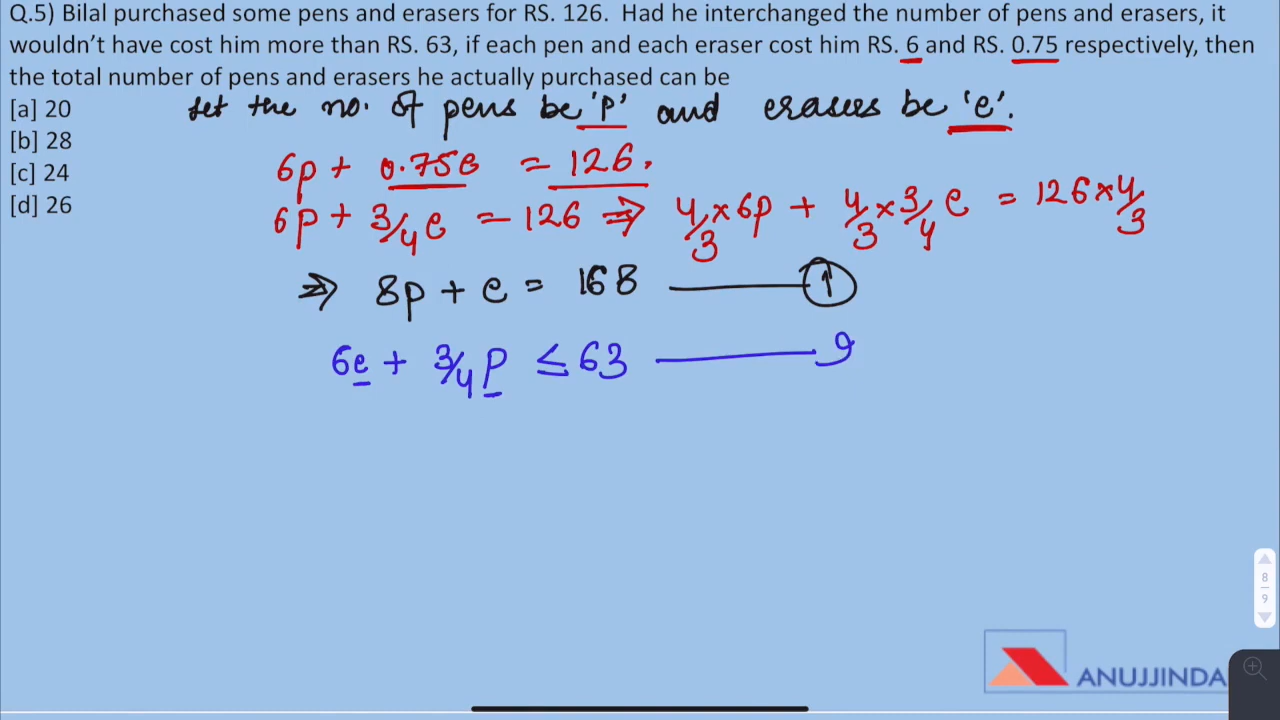 Q.5) Bilal purchased some pens and erasers for RS. 126. Had he interchanged the number of pens and erasers, it
wouldn't have cost him more than RS. 63, if each pen and each eraser cost him RS. 6 and RS. 0.75 respectively, then
the total number of pens and erasers he actually purchased can be
[a] 20
[b] 28
[c] 24
[d] 26
Let the no. of pens be 'p' and erasers be 'e'.
6p + 0.75e = 126.
6p + 3/4 e = 126 ⇒ 4/3 × 6p + 4/3 × 3/4 e = 126 × 4/3
⇒ 8p + e = 168 ——— 1
6e + 3/4 p ≤ 63 ———
8
9
ANUJJINDA